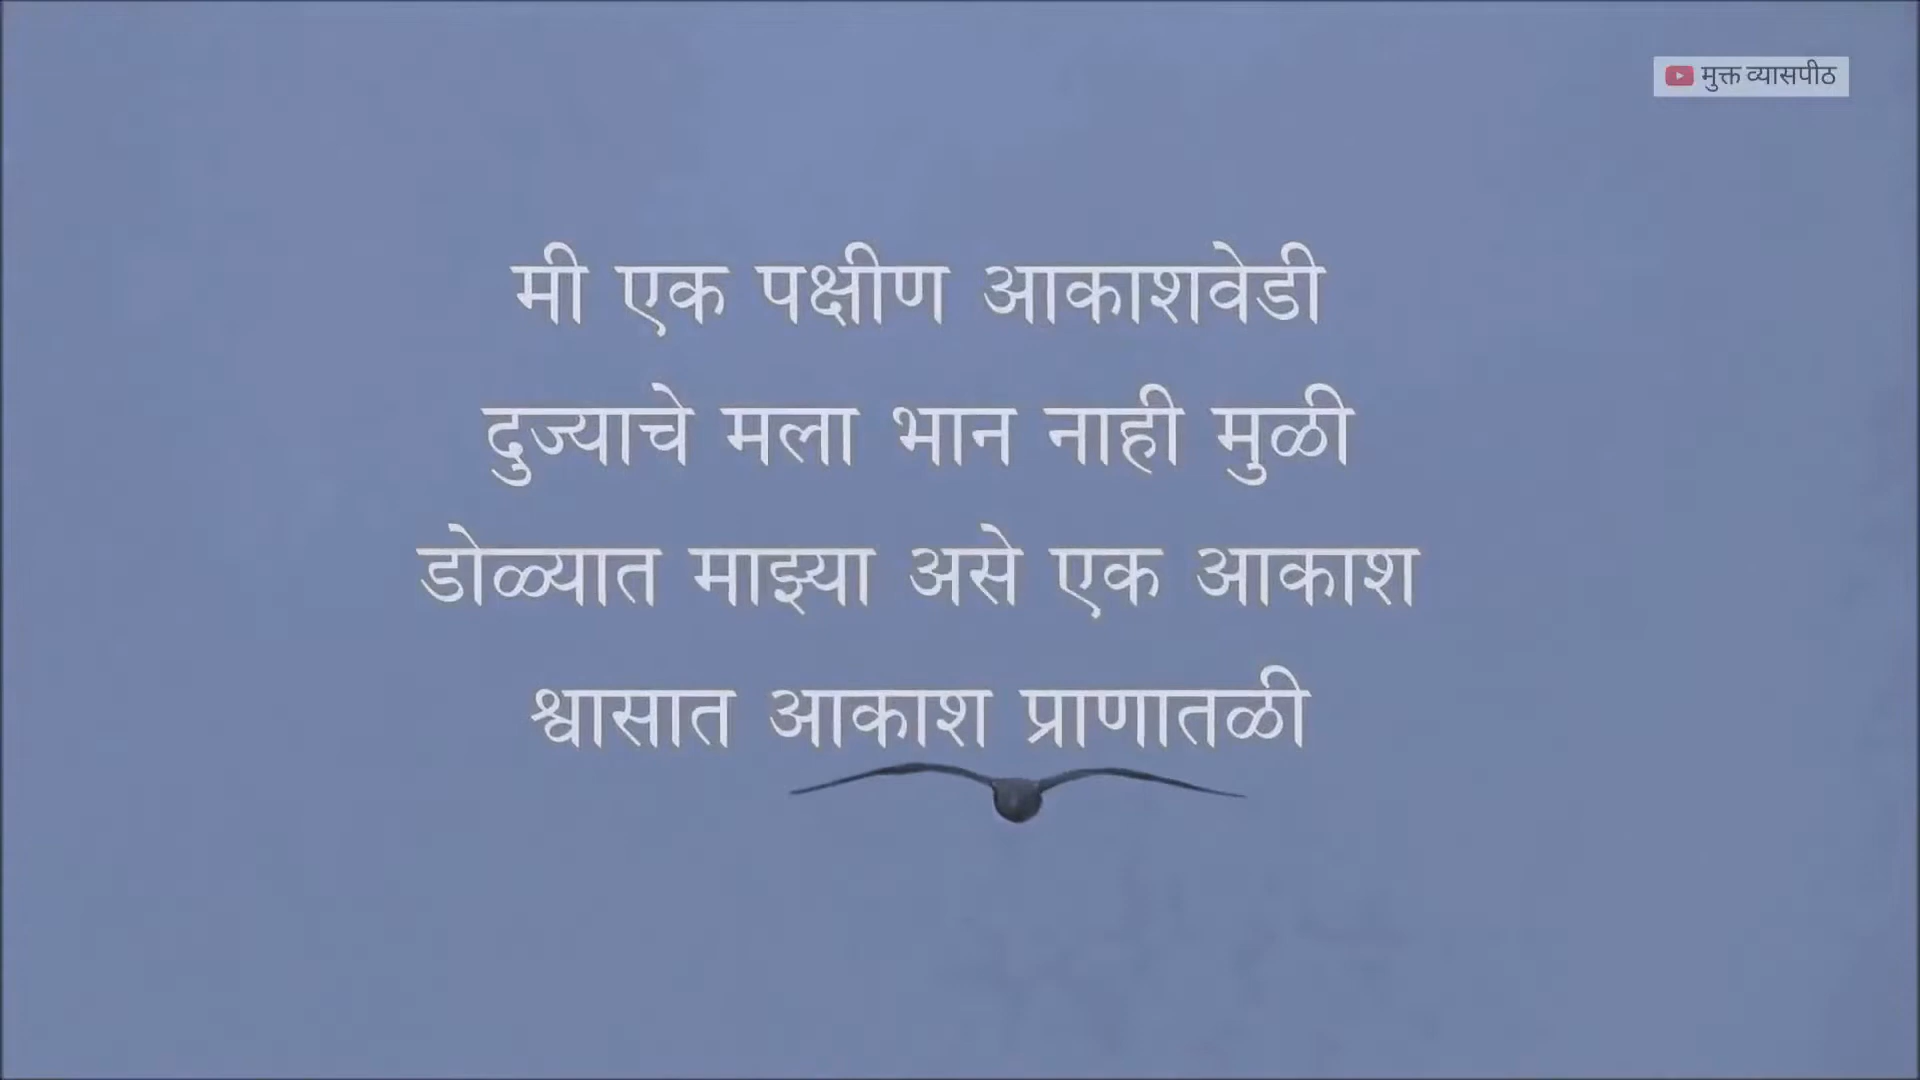 मुक्त व्यासपीठ
मी एक पक्षीण आकाशवेडी
दुज्याचे मला भान नाही मुळी
डोळ्यात माझ्या असे एक आकाश
श्वासात आकाश प्राणातळी